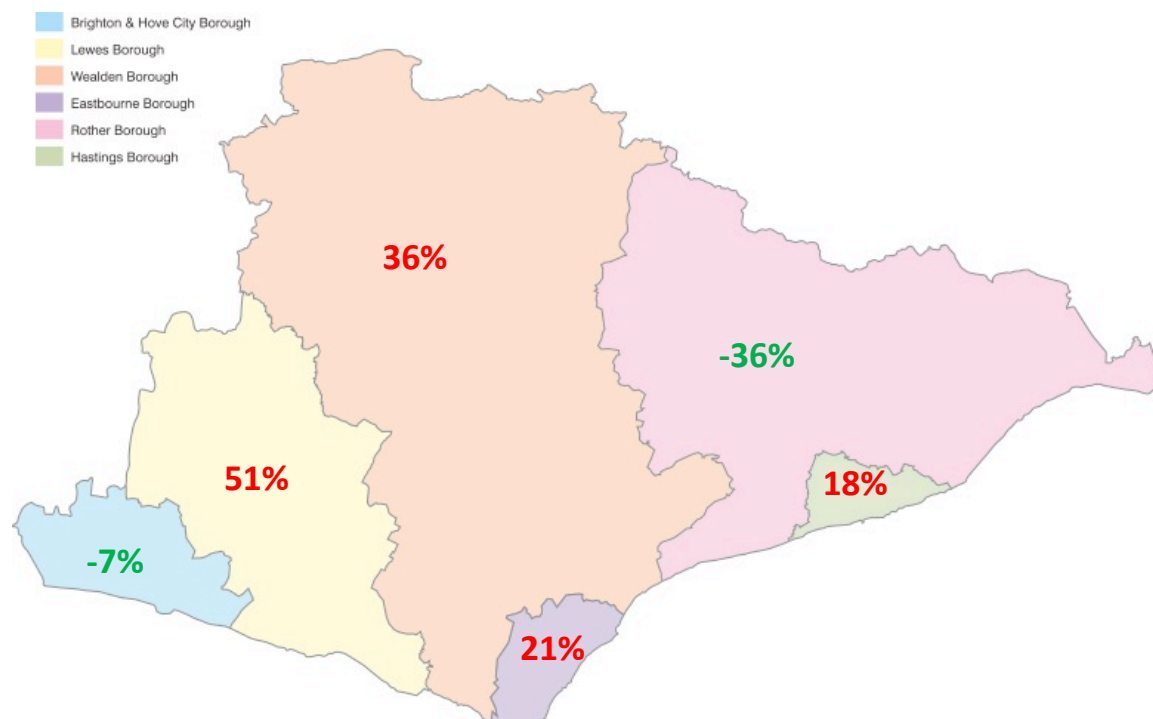 Brighton & Hove City Borough
Lewes Borough
Wealden Borough
Eastbourne Borough
Rother Borough
Hastings Borough
36%
-36%
51%
18%
-7%
21%